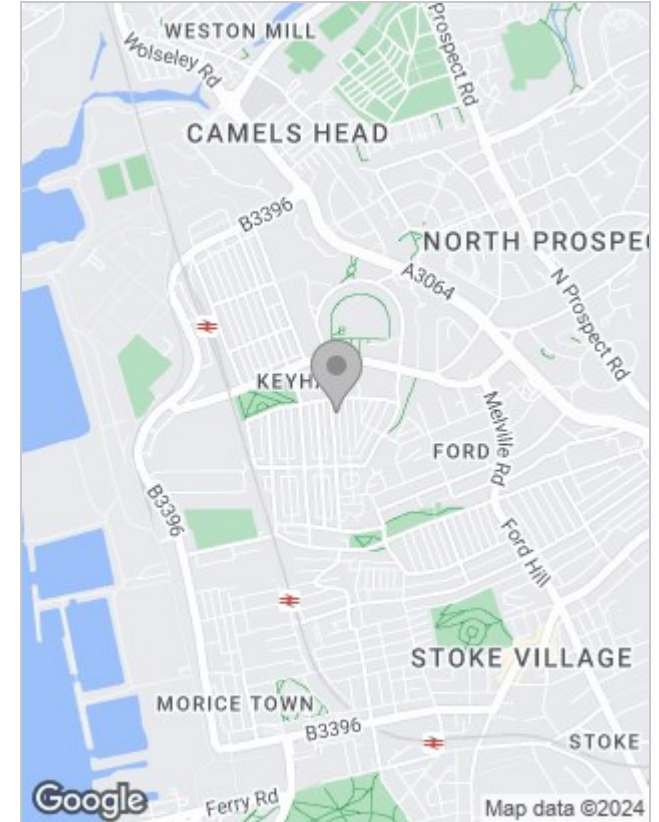 WESTON MILL
Wolseley Rd
Prospect Rd
CAMELS HEAD
B3396
NORTH PROSPE
A3064
N Prospect Rd
KEYH
Melville Rd
FORD
B3396
Ford Hill
STOKE VILLAGE
MORICE TOWN
B3396
STOKE
Ferry Rd
Google
Map data ©2024